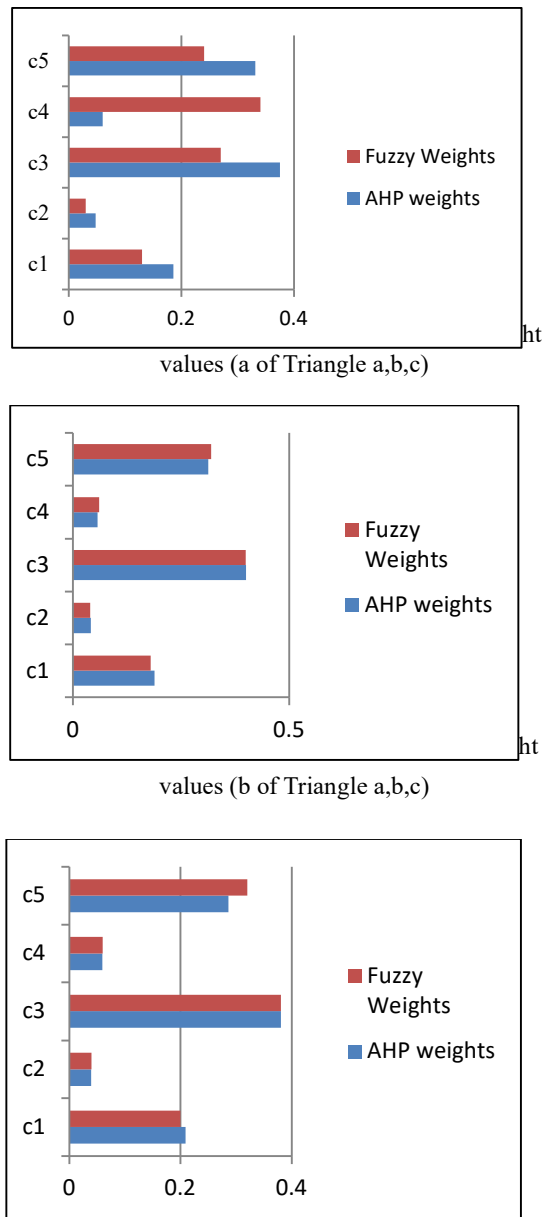 c5
c4
c3
c2
c1
Fuzzy Weights
AHP weights
0 0.2 0.4
ht
values (a of Triangle a,b,c)
c5
c4
c3
c2
c1
Fuzzy
Weights
AHP weights
0 0.5
ht
values (b of Triangle a,b,c)
c5
c4
c3
c2
c1
Fuzzy
Weights
AHP weights
0 0.2 0.4